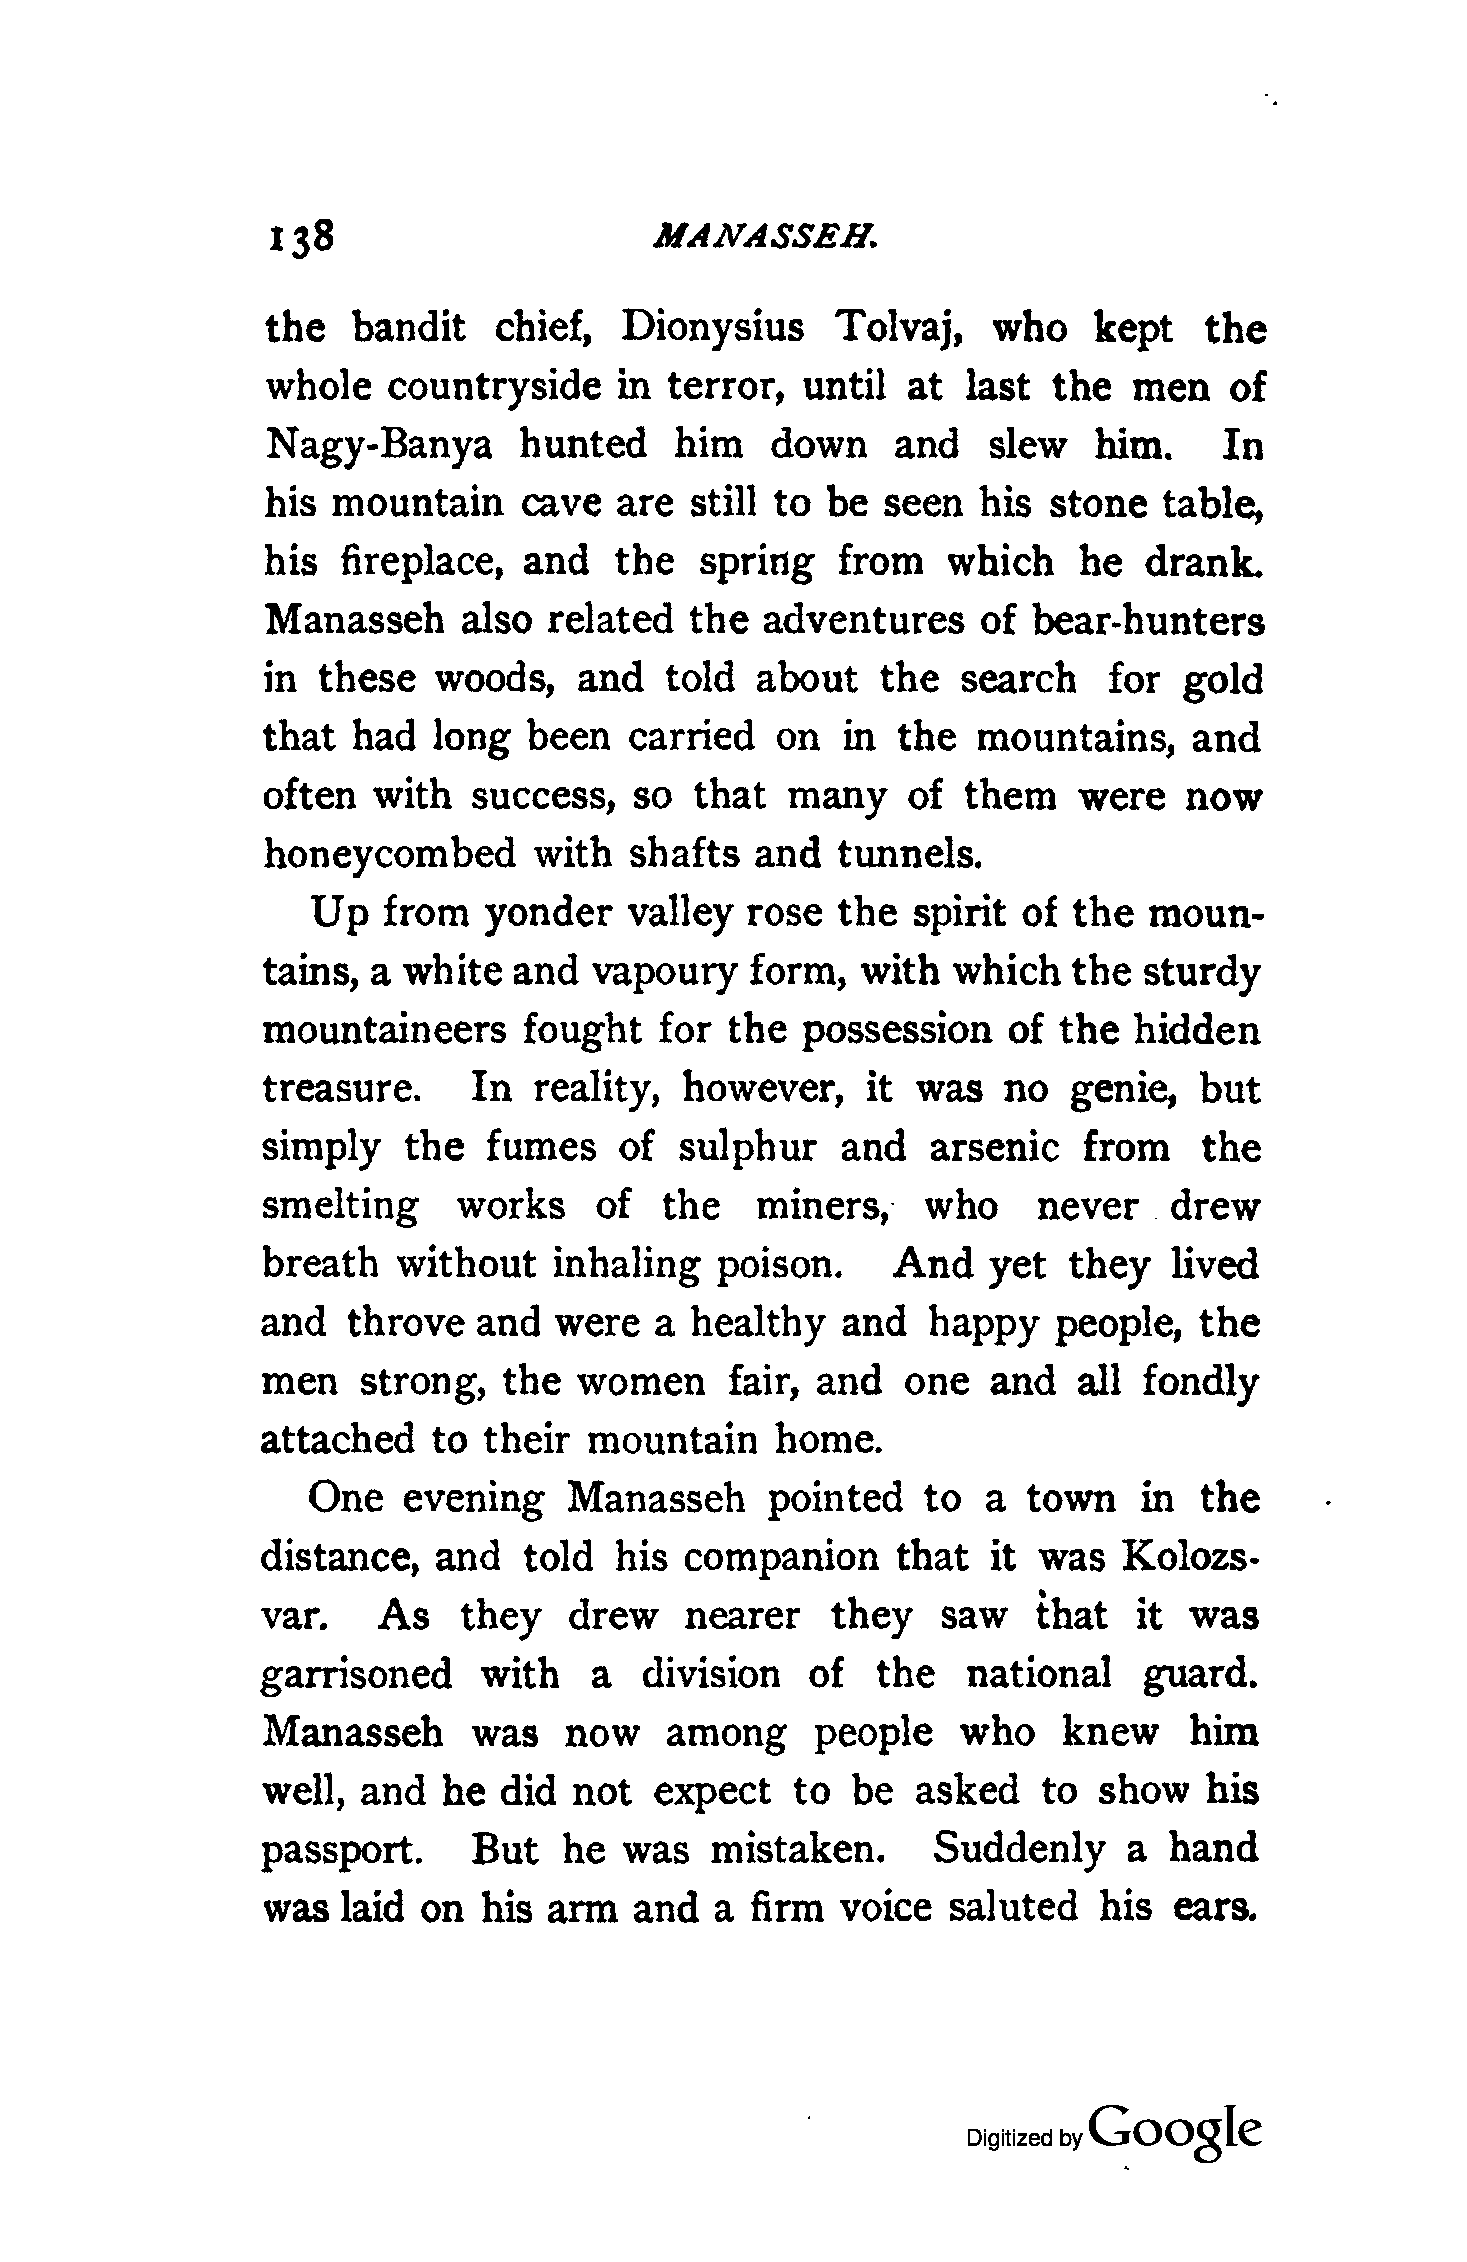 138 MANASSEH.
the bandit chief, Dionysius Tolvaj, who kept the
whole countryside in terror, until at last the men of
Nagy-Banya hunted him down and slew him. In
his mountain cave are still to be seen his stone table,
his fireplace, and the spring from which he drank.
Manasseh also related the adventures of bear-hunters
in these woods, and told about the search for gold
that had long been carried on in the mountains, and
often with success, so that many of them were now
honeycombed with shafts and tunnels.
Up from yonder valley rose the spirit of the moun-
tains, a white and vapoury form, with which the sturdy
mountaineers fought for the possession of the hidden
treasure. In reality, however, it was no genie, but
simply the fumes of sulphur and arsenic from the
smelting works of the miners, who never drew
breath without inhaling poison. And yet they lived
and throve and were a healthy and happy people, the
men strong, the women fair, and one and all fondly
attached to their mountain home.
One evening Manasseh pointed to a town in the
distance, and told his companion that it was Kolozs-
var. As they drew nearer they saw that it was
garrisoned with a division of the national guard.
Manasseh was now among people who knew him
well, and he did not expect to be asked to show his
passport. But he was mistaken. Suddenly a hand
was laid on his arm and a firm voice saluted his ears.
Digitized by Google